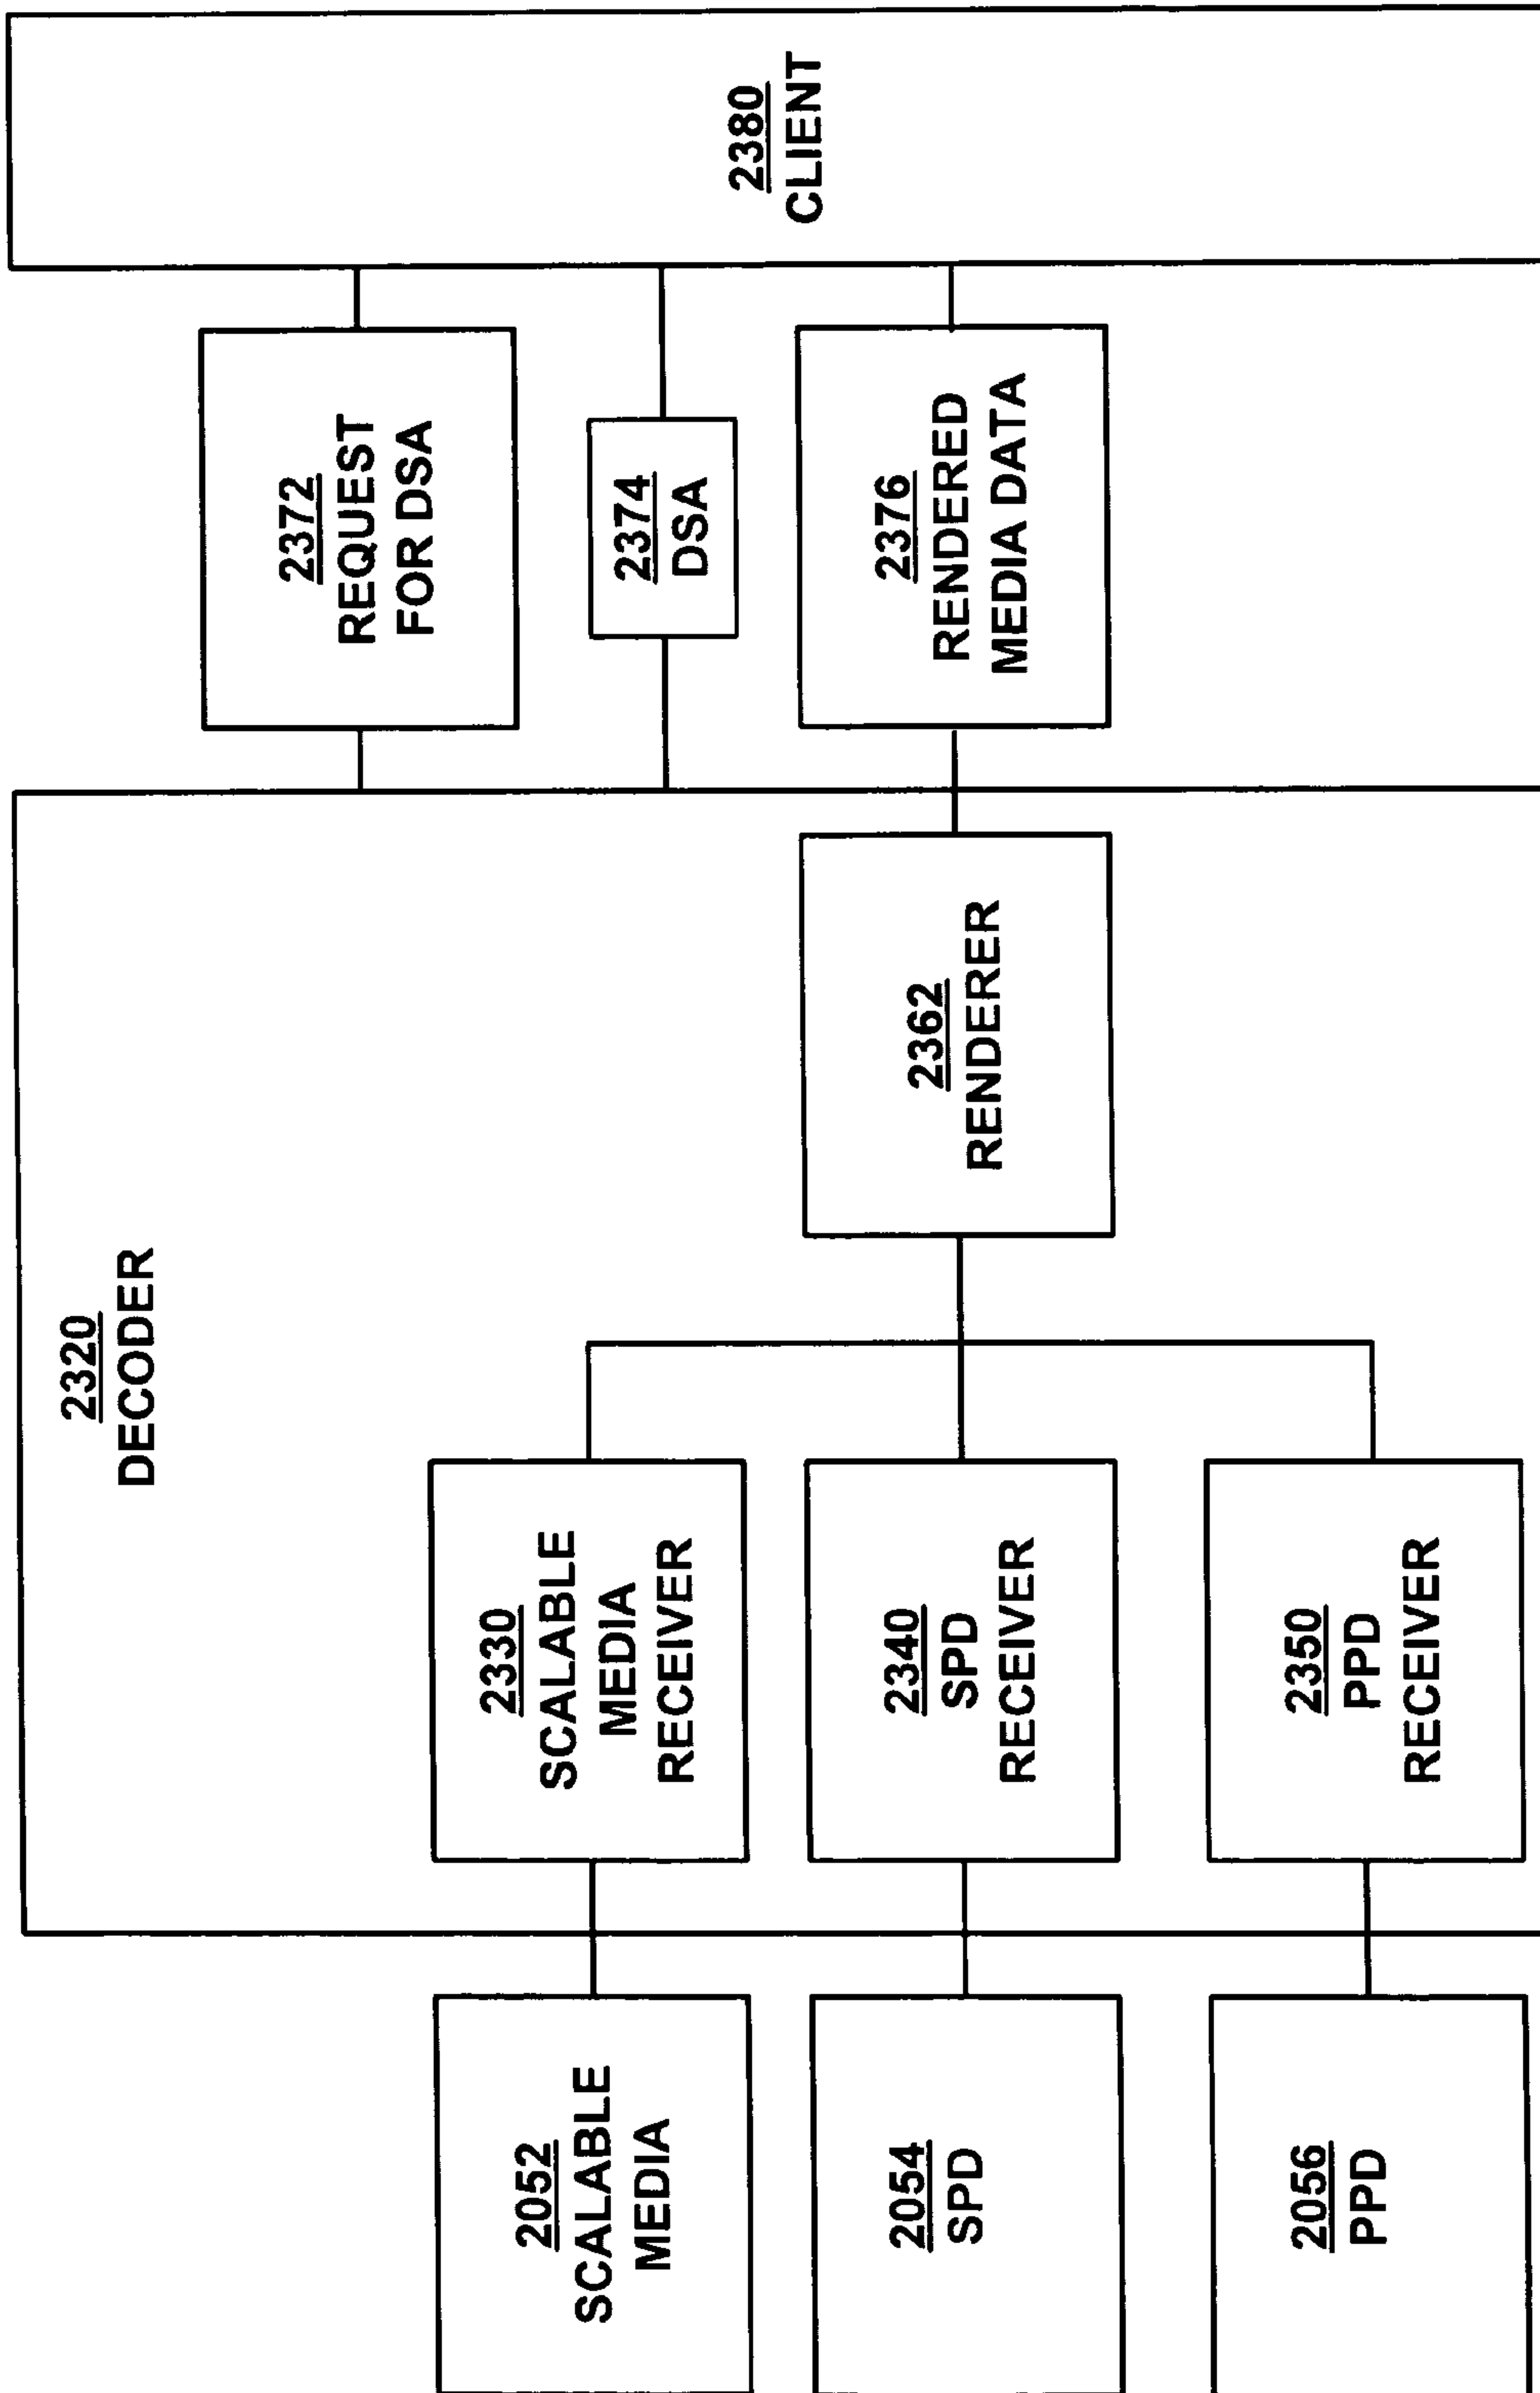 2320
DECODER
2052
SCALABLE
MEDIA
2330
SCALABLE
MEDIA
RECEIVER
2372
REQUEST
FOR DSA
2374
DSA
2054
SPD
2340
SPD
RECEIVER
2362
RENDERER
2376
RENDERED
MEDIA DATA
2380
CLIENT
2056
PPD
2350
PPD
RECEIVER